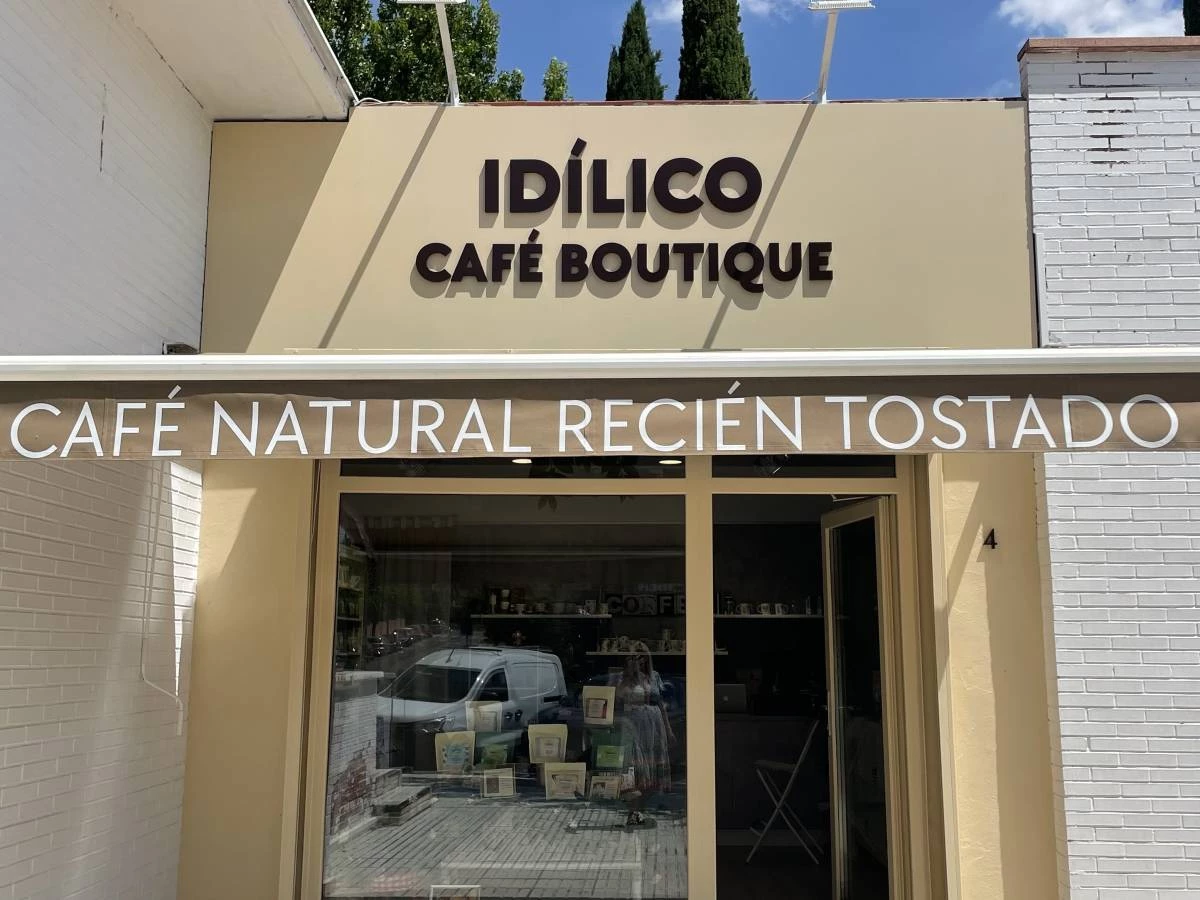 IDÍLICO
CAFÉ BOUTIQUE
CAFÉ NATURAL RECIÉN TOSTADO
4